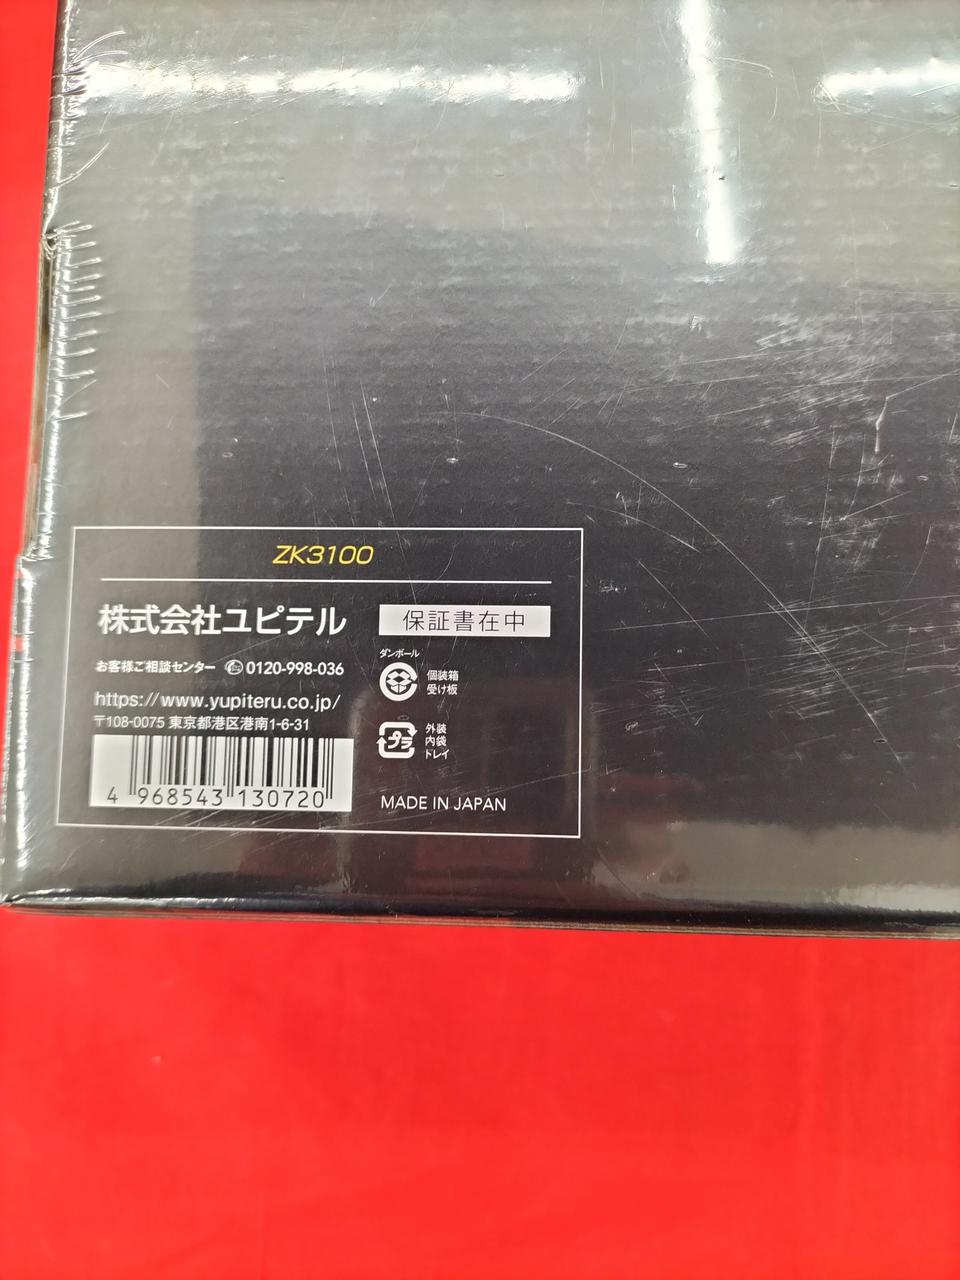 ZK3100
株式会社ユピテル
保証書在中
お客様ご相談センター 0120-998-036
https://www.yupiteru.co.jp/
〒108-0075 東京都港区港南1-6-31
4 968543 130720
ダンボール
個装箱
受け板
プラ
外装
内袋
トレイ
MADE IN JAPAN